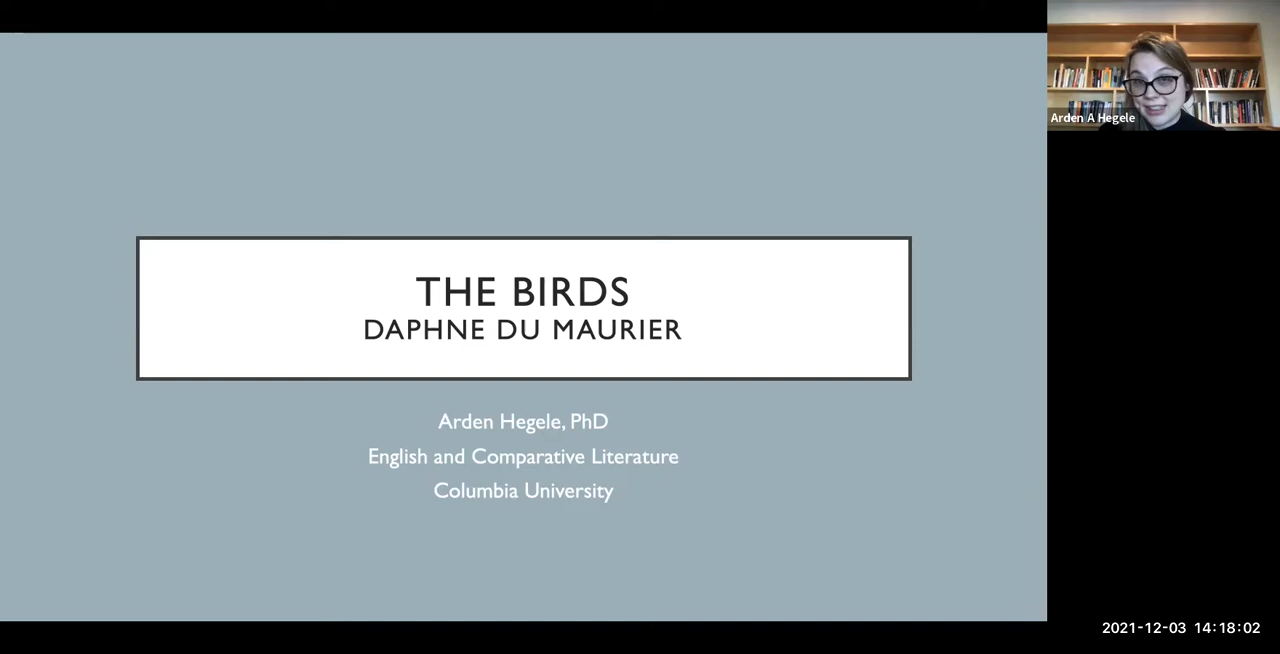 THE BIRDS
DAPHNE DU MAURIER
Arden Hegele, PhD
English and Comparative Literature
Columbia University
Arden A Hegele
2021-12-03 14:18:02